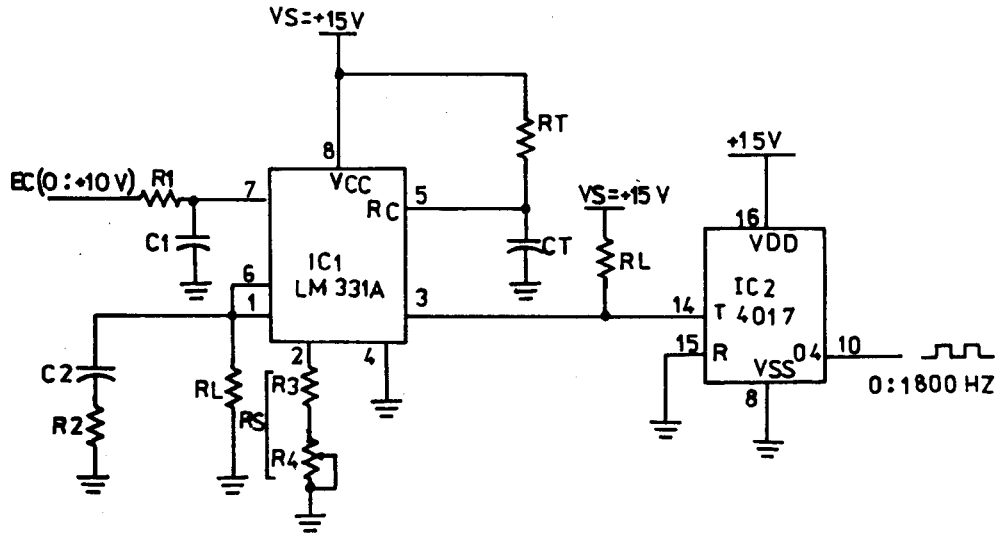 VS=+15V
RT
8
VCC
+15V
EC(0:+10V)
R1
7
5
RC
VS=+15V
16
VDD
C1
CT
RL
IC1
LM 331A
IC2
4017
6
1
3
14
T
15
R
O4
10
VSS
2
4
8
0:1800 HZ
C2
R2
RL
RS
R3
R4